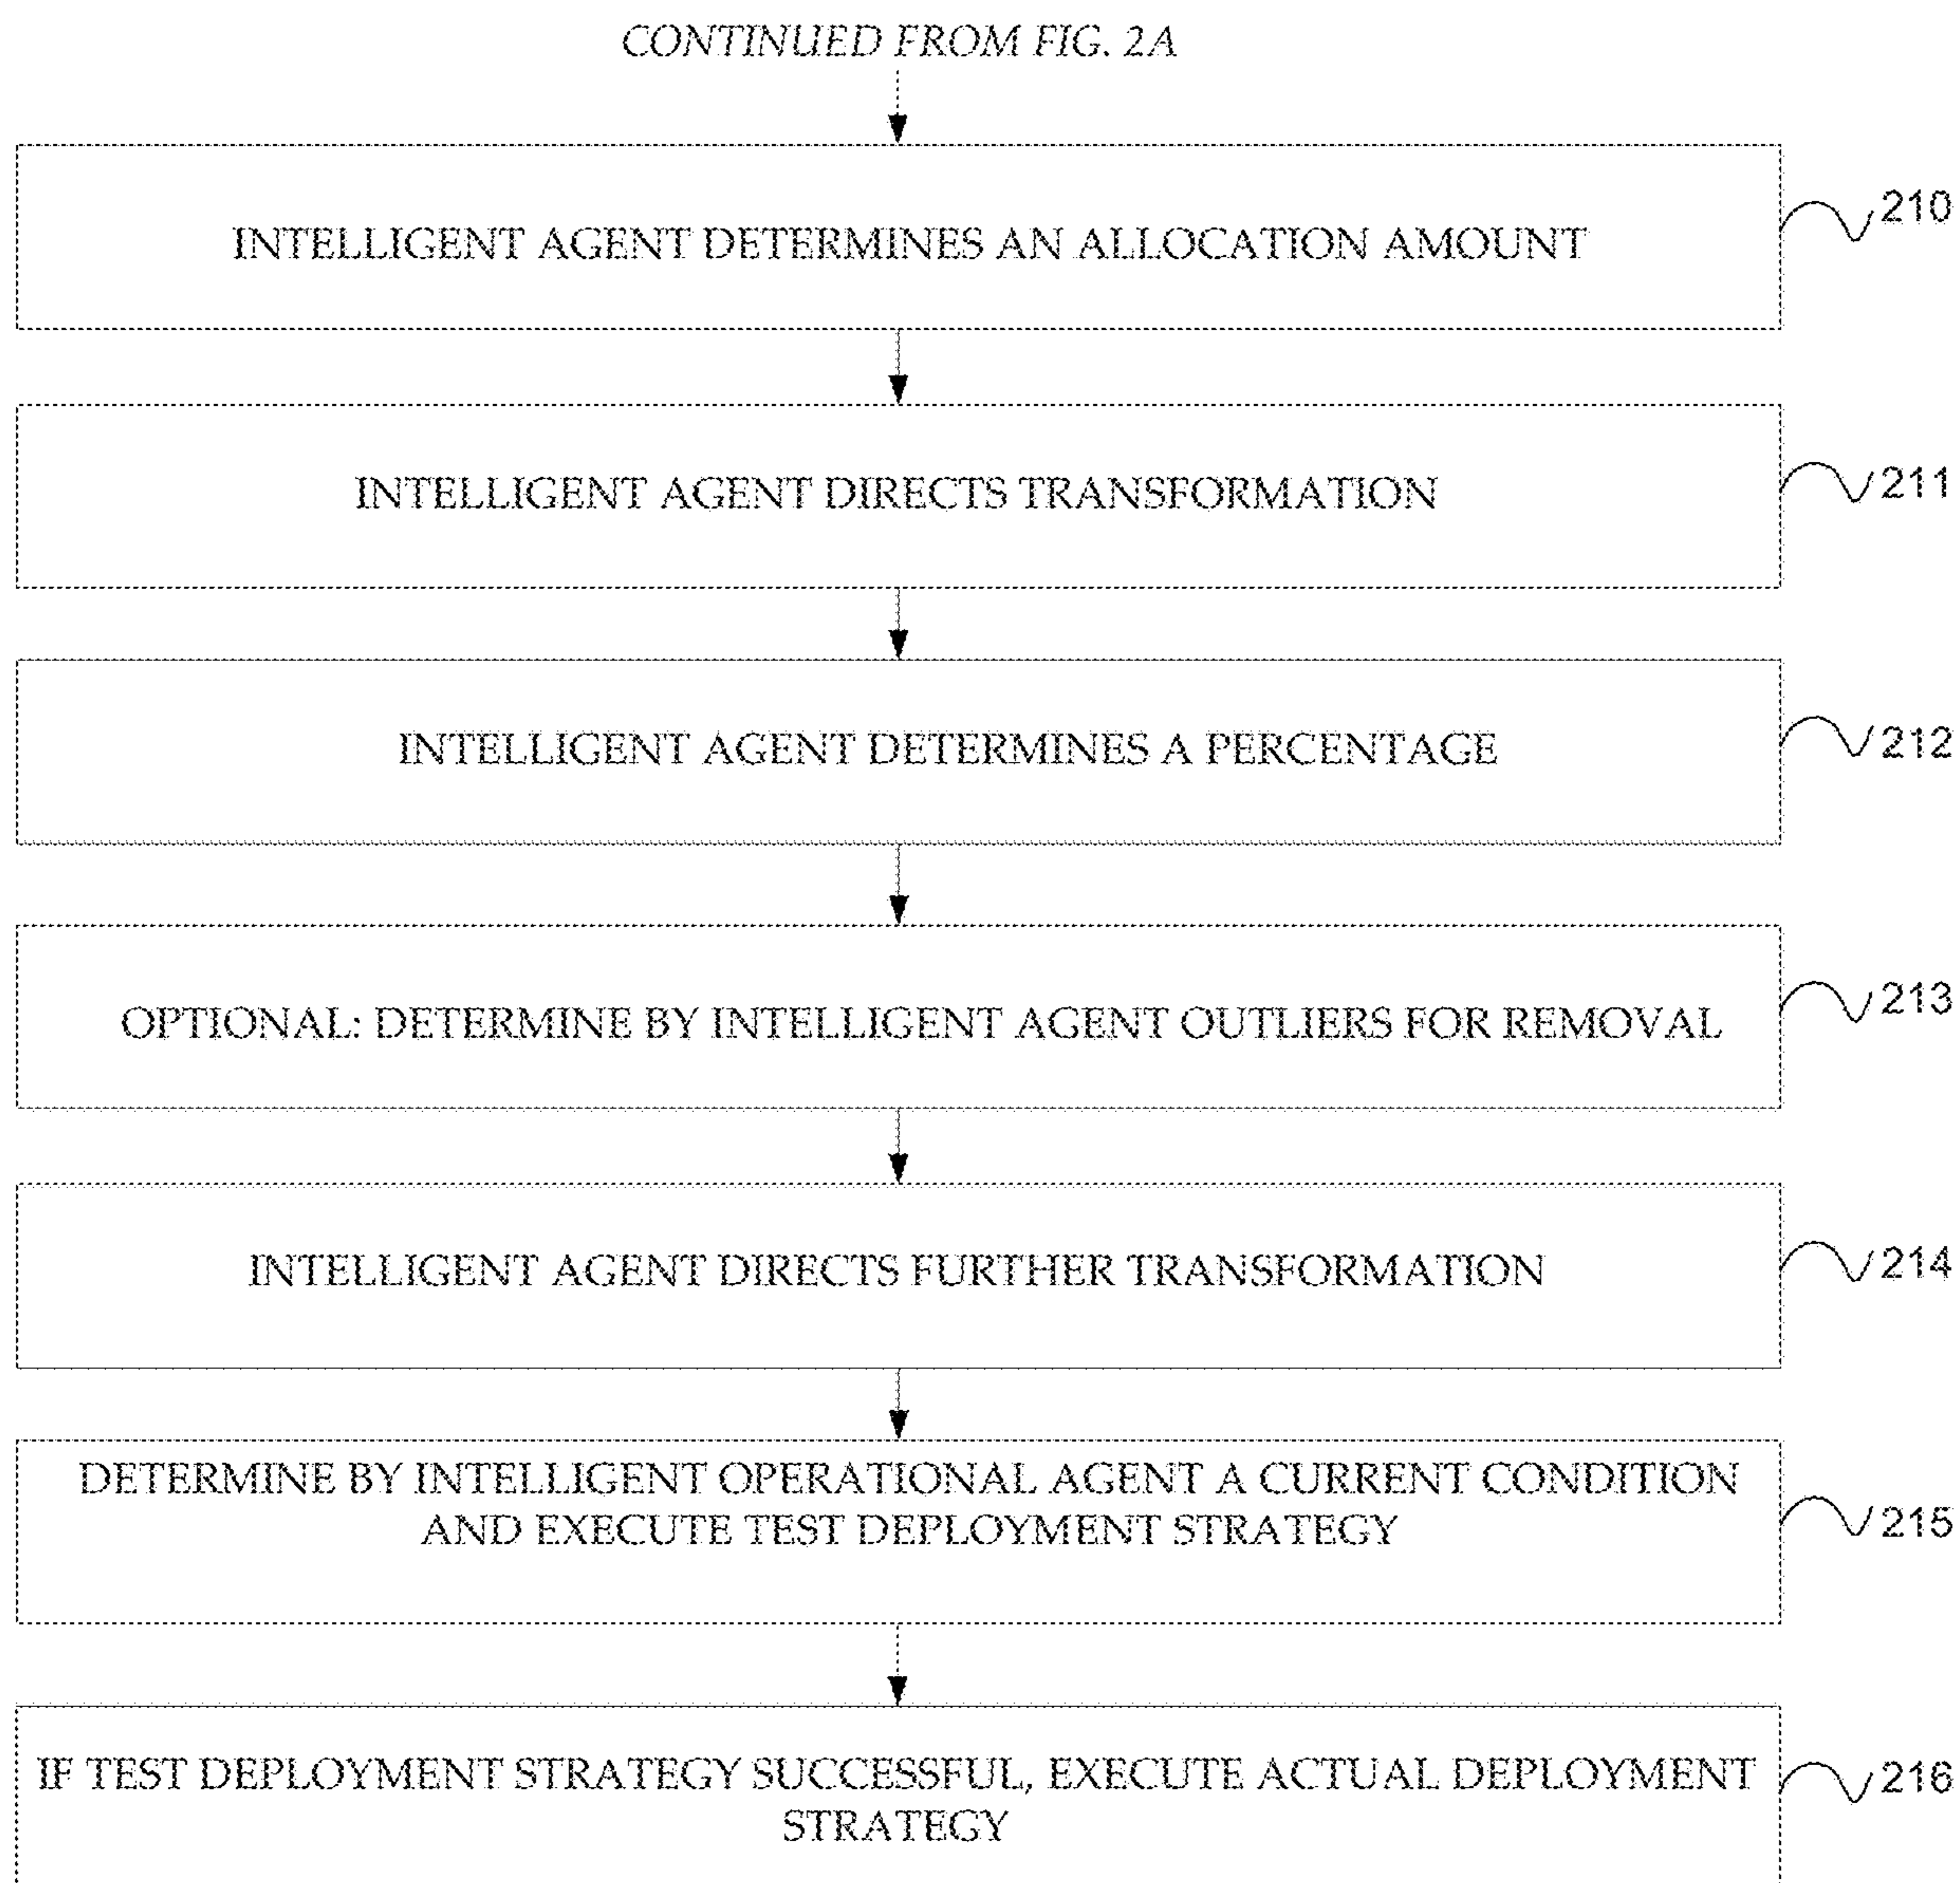 CONTINUED FROM FIG. 2A
INTELLIGENT AGENT DETERMINES AN ALLOCATION AMOUNT
210
INTELLIGENT AGENT DIRECTS TRANSFORMATION
211
INTELLIGENT AGENT DETERMINES A PERCENTAGE
212
OPTIONAL: DETERMINE BY INTELLIGENT AGENT OUTLIERS FOR REMOVAL
213
INTELLIGENT AGENT DIRECTS FURTHER TRANSFORMATION
214
DETERMINE BY INTELLIGENT OPERATIONAL AGENT A CURRENT CONDITION
AND EXECUTE TEST DEPLOYMENT STRATEGY
215
IF TEST DEPLOYMENT STRATEGY SUCCESSFUL, EXECUTE ACTUAL DEPLOYMENT
STRATEGY
216